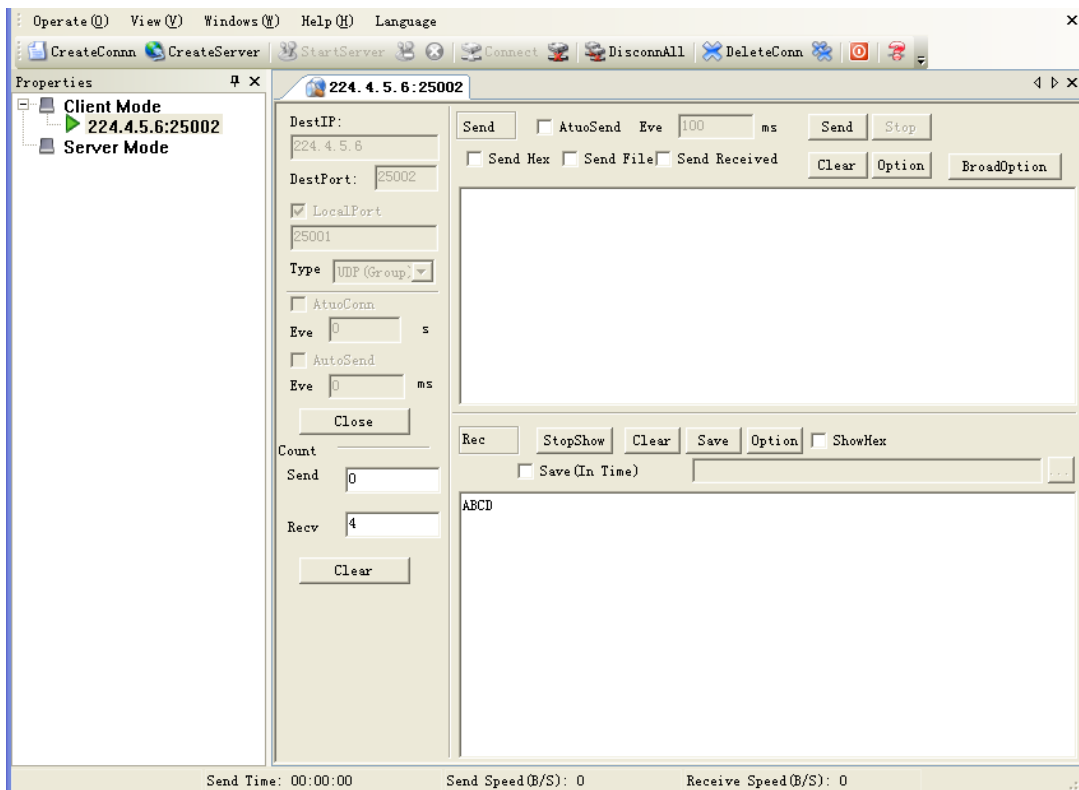 Operate(O) View(V) Windows(W) Help(H) Language
CreateConnn CreateServer StartServer Connect DisconnAll DeleteConn
Properties
Client Mode
224.4.5.6:25002
Server Mode
224.4.5.6:25002
DestIP:
224.4.5.6
DestPort: 25002
LocalPort
25001
Type UDP(Group)
AtuoConn
Eve 0 s
AutoSend
Eve 0 ms
Close
Count
Send 0
Recv 4
Clear
Send AtuoSend Eve 100 ms Send Stop
Send Hex Send File Send Received Clear Option BroadOption
Rec StopShow Clear Save Option ShowHex
Save(In Time) ...
ABCD
Send Time: 00:00:00 Send Speed(B/S): 0 Receive Speed(B/S): 0